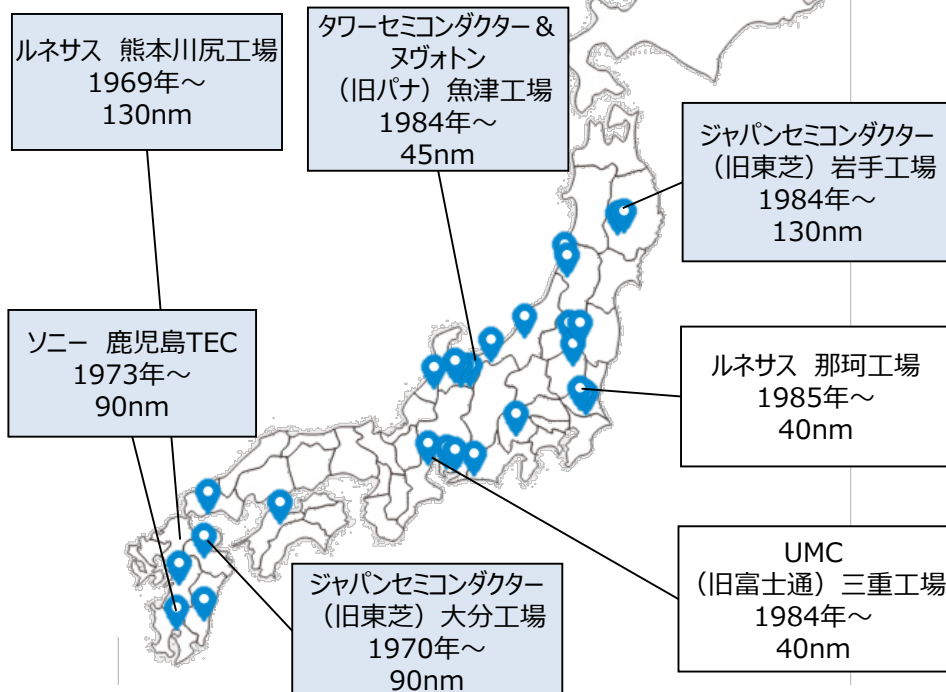 ルネサス 熊本川尻工場
1969年～
130nm
タワーセミコンダクター＆
ヌヴォトン
（旧パナ）魚津工場
1984年～
45nm
ジャパンセミコンダクター
（旧東芝）岩手工場
1984年～
130nm
ソニー 鹿児島TEC
1973年～
90nm
ルネサス 那珂工場
1985年～
40nm
ジャパンセミコンダクター
（旧東芝）大分工場
1970年～
90nm
UMC
（旧富士通）三重工場
1984年～
40nm